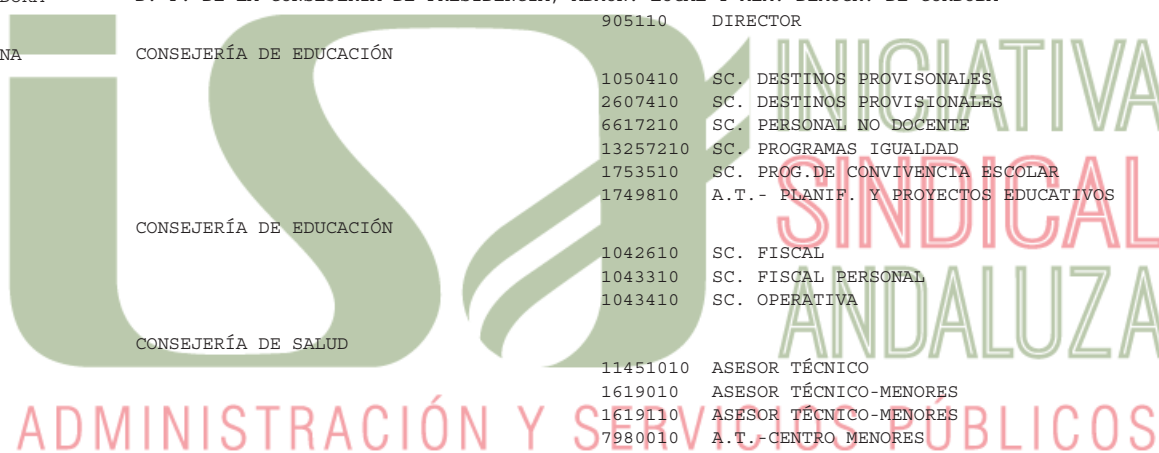 905110 DIRECTOR
NA CONSEJERÍA DE EDUCACIÓN
1050410 SC. DESTINOS PROVISONALES
2607410 SC. DESTINOS PROVISIONALES
6617210 SC. PERSONAL NO DOCENTE
13257210 SC. PROGRAMAS IGUALDAD
1753510 SC. PROG.DE CONVIVENCIA ESCOLAR
1749810 A.T.- PLANIF. Y PROYECTOS EDUCATIVOS
CONSEJERÍA DE EDUCACIÓN
1042610 SC. FISCAL
1043310 SC. FISCAL PERSONAL
1043410 SC. OPERATIVA
CONSEJERÍA DE SALUD
11451010 ASESOR TÉCNICO
1619010 ASESOR TÉCNICO-MENORES
1619110 ASESOR TÉCNICO-MENORES
7980010 A.T.-CENTRO MENORES
isa
INICIATIVA
SINDICAL
ANDALUZA
ADMINISTRACIÓN Y SERVICIOS PÚBLICOS